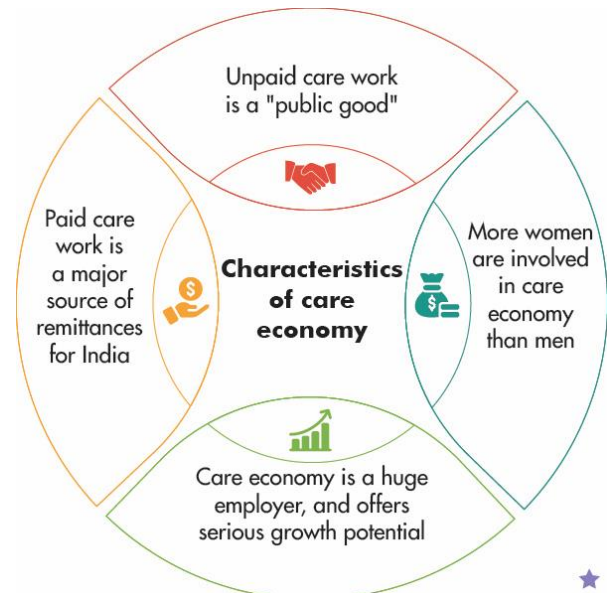 Unpaid care work
is a "public good"
Paid care
work is
a major
source of
remittances
for India
$
Characteristics
of care
economy
$
More women
are involved
in care
economy
than men
Care economy is a huge
employer, and offers
serious growth potential